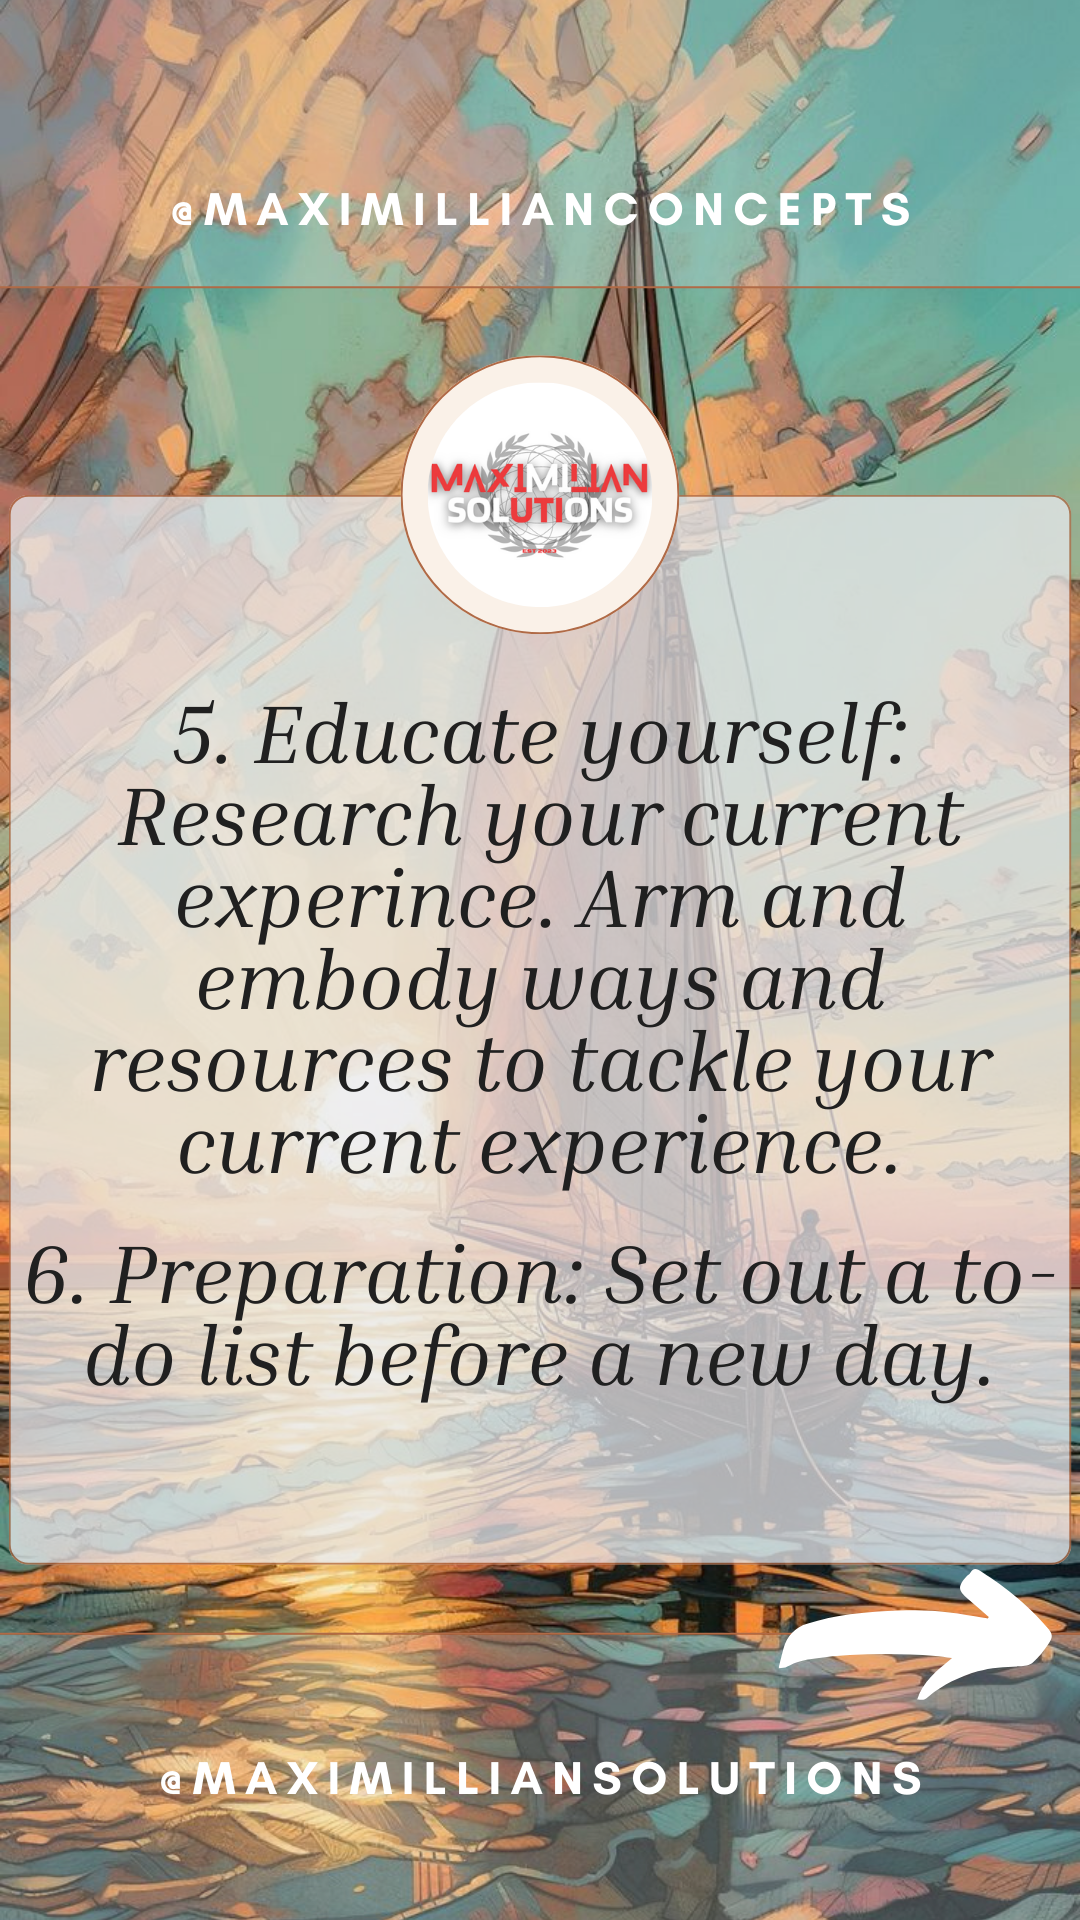 @MAXIMILLIANCONCEPTS
MAXIMILLIAN
SOLUTIONS
5. Educate yourself:
Research your current
experince. Arm and
embody ways and
resources to tackle your
current experience.
6. Preparation: Set out a to-
do list before a new day.
@MAXIMILLIANSOLUTIONS